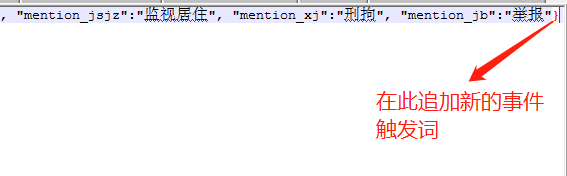 , "mention_jsjz":"监视居住", "mention_xj":"刑拘", "mention_jb":"举报"}
在此追加新的事件
触发词